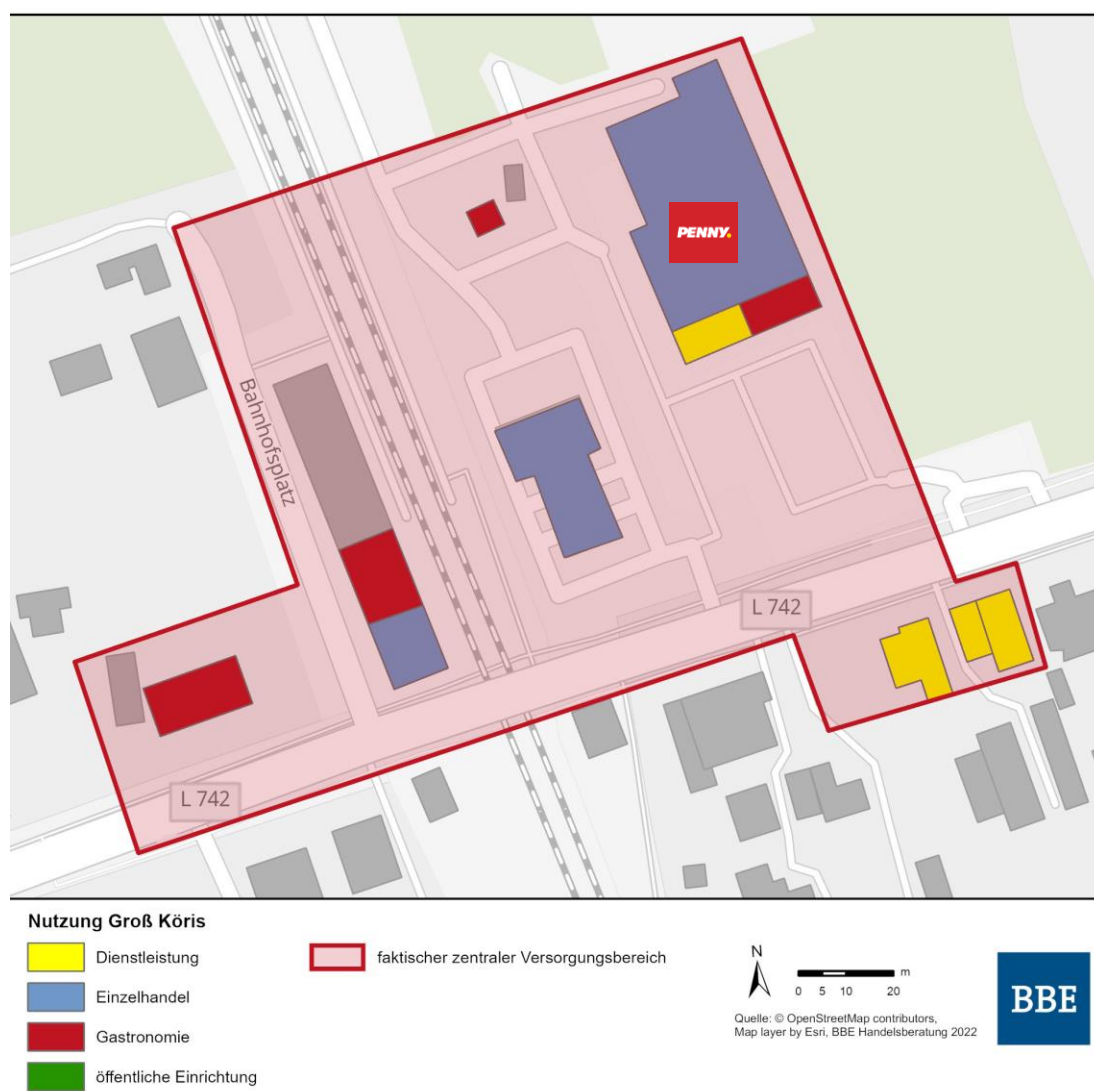 PENNY.
Bahnhofsplatz
L 742
L 742
Nutzung Groß Köris
Dienstleistung
Einzelhandel
Gastronomie
öffentliche Einrichtung
faktischer zentraler Versorgungsbereich
N
m
0 5 10 20
Quelle: © OpenStreetMap contributors,
Map layer by Esri, BBE Handelsberatung 2022
BBE